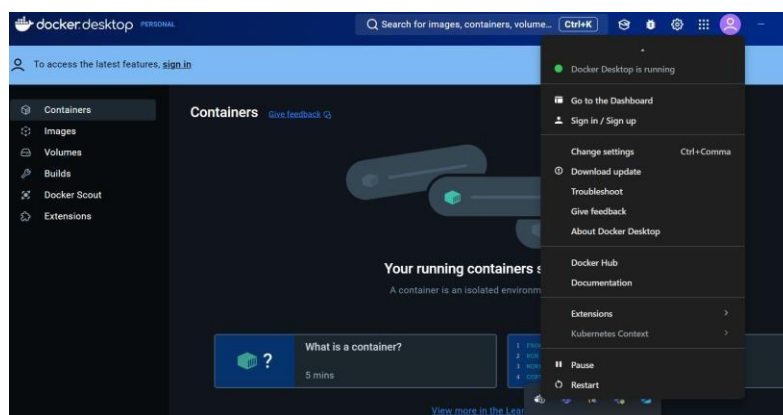 docker.desktop PERSONAL
Search for images, containers, volume... Ctrl+K
To access the latest features, sign in
Containers
Images
Volumes
Builds
Docker Scout
Extensions
Containers Give feedback
Your running containers s
A container is an isolated environm
What is a container?
5 mins
?
1
2
3
4
View more in the Lear
Docker Desktop is running
Go to the Dashboard
Sign in / Sign up
Change settings Ctrl+Comma
Download update
Troubleshoot
Give feedback
About Docker Desktop
Docker Hub
Documentation
Extensions
Kubernetes Context
Pause
Restart